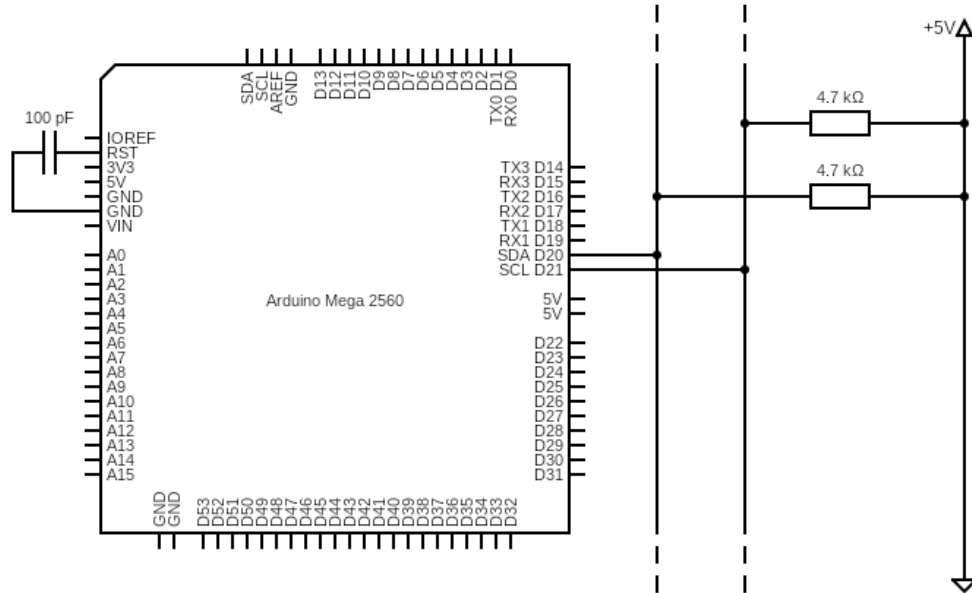 +5V
4.7 kΩ
4.7 kΩ
100 pF
SDA
SCL
AREF
GND
D13
D12
D11
D10
D9
D8
D7
D6
D5
D4
D3
D2
TX0 D1
RX0 D0
IOREF
RST
3V3
5V
GND
GND
VIN
A0
A1
A2
A3
A4
A5
A6
A7
A8
A9
A10
A11
A12
A13
A14
A15
Arduino Mega 2560
TX3 D14
RX3 D15
TX2 D16
RX2 D17
TX1 D18
RX1 D19
SDA D20
SCL D21
5V
5V
D22
D23
D24
D25
D26
D27
D28
D29
D30
D31
GND
GND
D53
D52
D51
D50
D49
D48
D47
D46
D45
D44
D43
D42
D41
D40
D39
D38
D37
D36
D35
D34
D33
D32